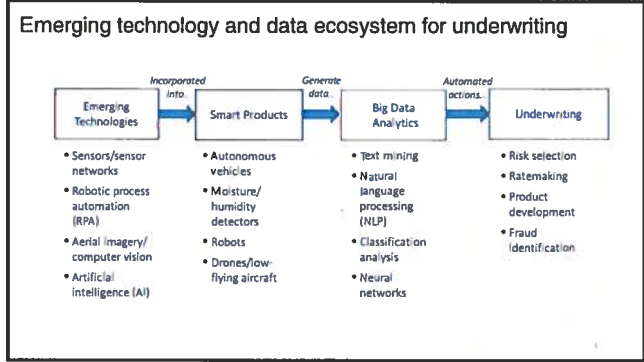 Emerging technology and data ecosystem for underwriting
Incorporated
into...
Generate
data...
Automated
actions...
Emerging
Technologies
Smart Products
Big Data
Analytics
Underwriting
• Sensors/sensor
networks
• Robotic process
automation
(RPA)
• Aerial imagery/
computer vision
• Artificial
intelligence (AI)
• Autonomous
vehicles
• Moisture/
humidity
detectors
• Robots
• Drones/low-
flying aircraft
• Text mining
• Natural
language
processing
(NLP)
• Classification
analysis
• Neural
networks
• Risk selection
• Ratemaking
• Product
development
• Fraud
identification